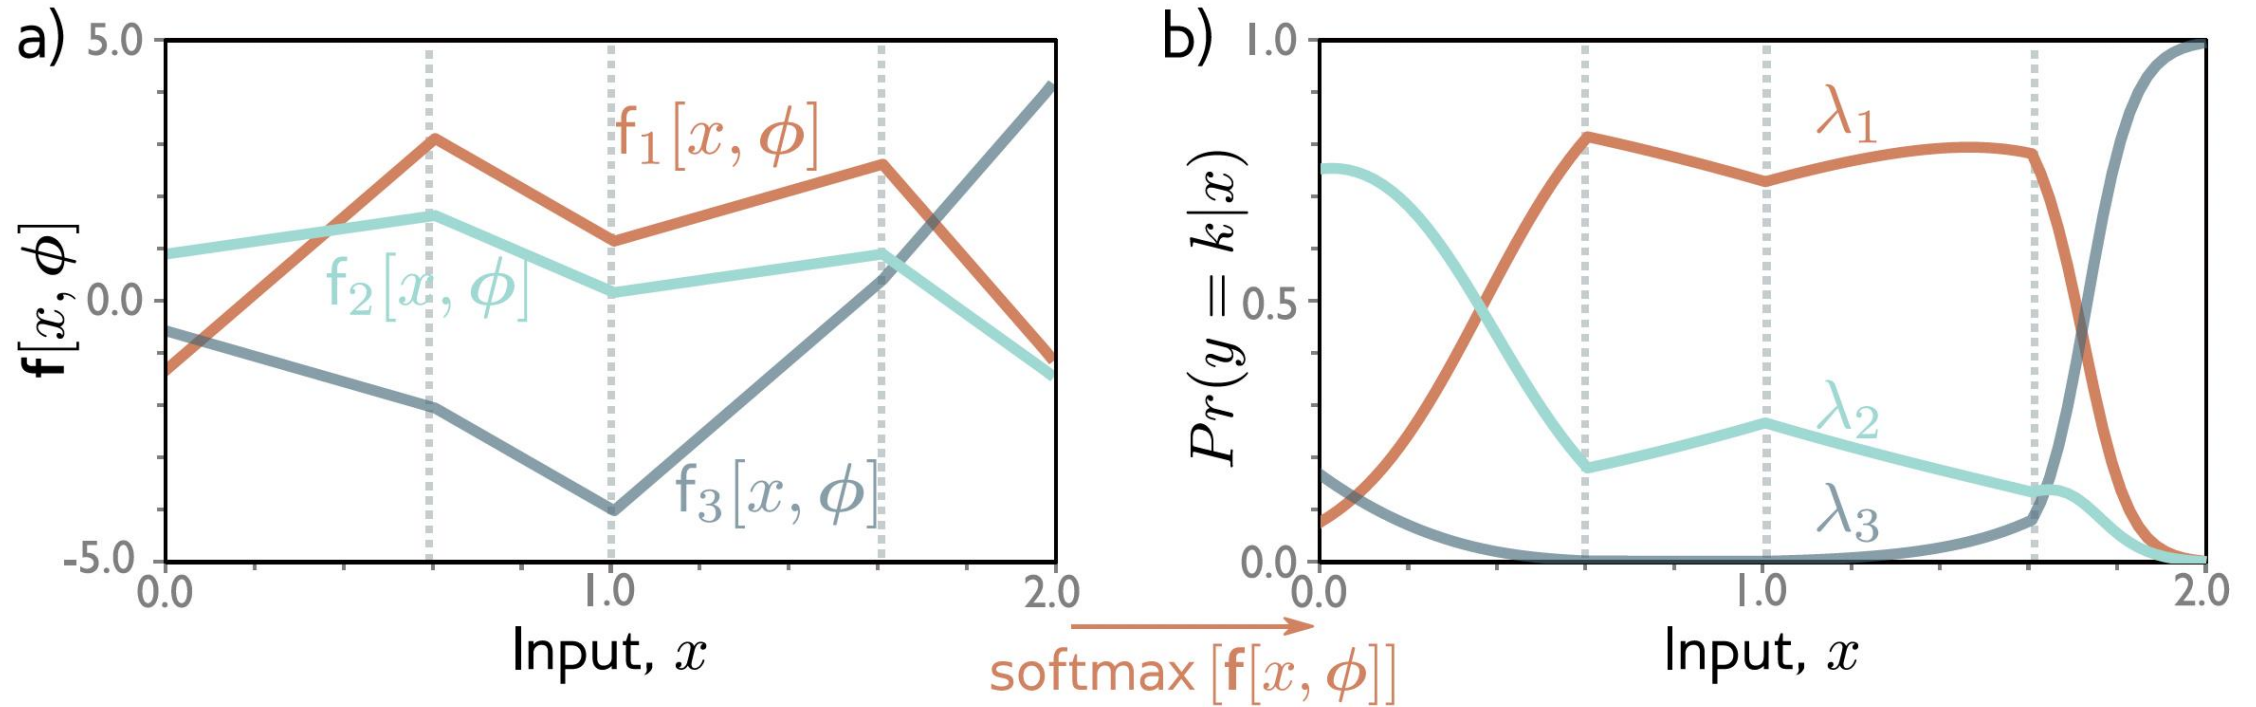 a)
5.0
0.0
-5.0
f[x, ϕ]
f₁[x, ϕ]
f₂[x, ϕ]
f₃[x, ϕ]
0.0 1.0 2.0
Input, x
softmax [f[x, ϕ]]
b)
1.0
0.5
0.0
Pr(y = k|x)
λ₁
λ₂
λ₃
0.0 1.0 2.0
Input, x